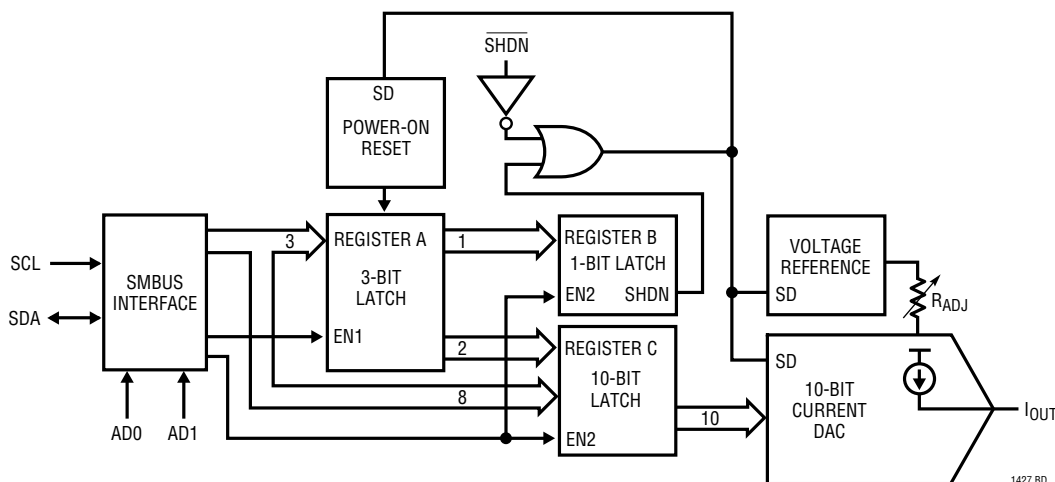 SHDN
SD
POWER-ON
RESET
SCL
SDA
SMBUS
INTERFACE
AD0
AD1
3
8
REGISTER A
3-BIT
LATCH
EN1
1
2
REGISTER B
1-BIT LATCH
EN2
SHDN
REGISTER C
10-BIT
LATCH
EN2
10
VOLTAGE
REFERENCE
SD
RADJ
SD
10-BIT
CURRENT
DAC
IOUT
1427 BD